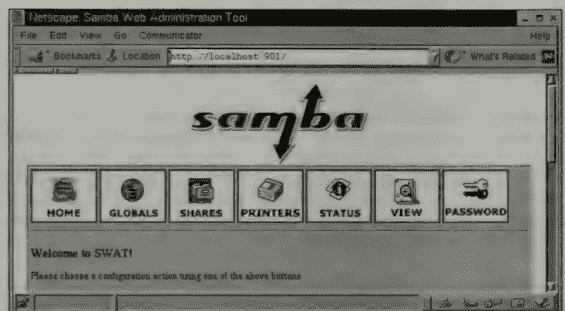 Netscape: Samba Web Administration Tool
File Edit View Go Communicator Help
Bookmarks Location http://localhost:901/ What's Related
samba
HOME GLOBALS SHARES PRINTERS STATUS VIEW PASSWORD
Welcome to SWAT!
Please choose a configuration action using one of the above buttons